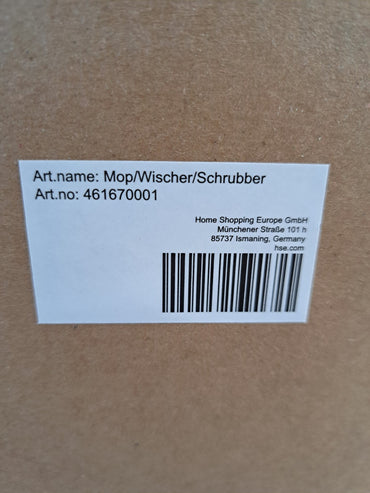 Art.name: Mop/Wischer/Schrubber
Art.no: 461670001
Home Shopping Europe GmbH
Münchener Straße 101 h
85737 Ismaning, Germany
hse.com